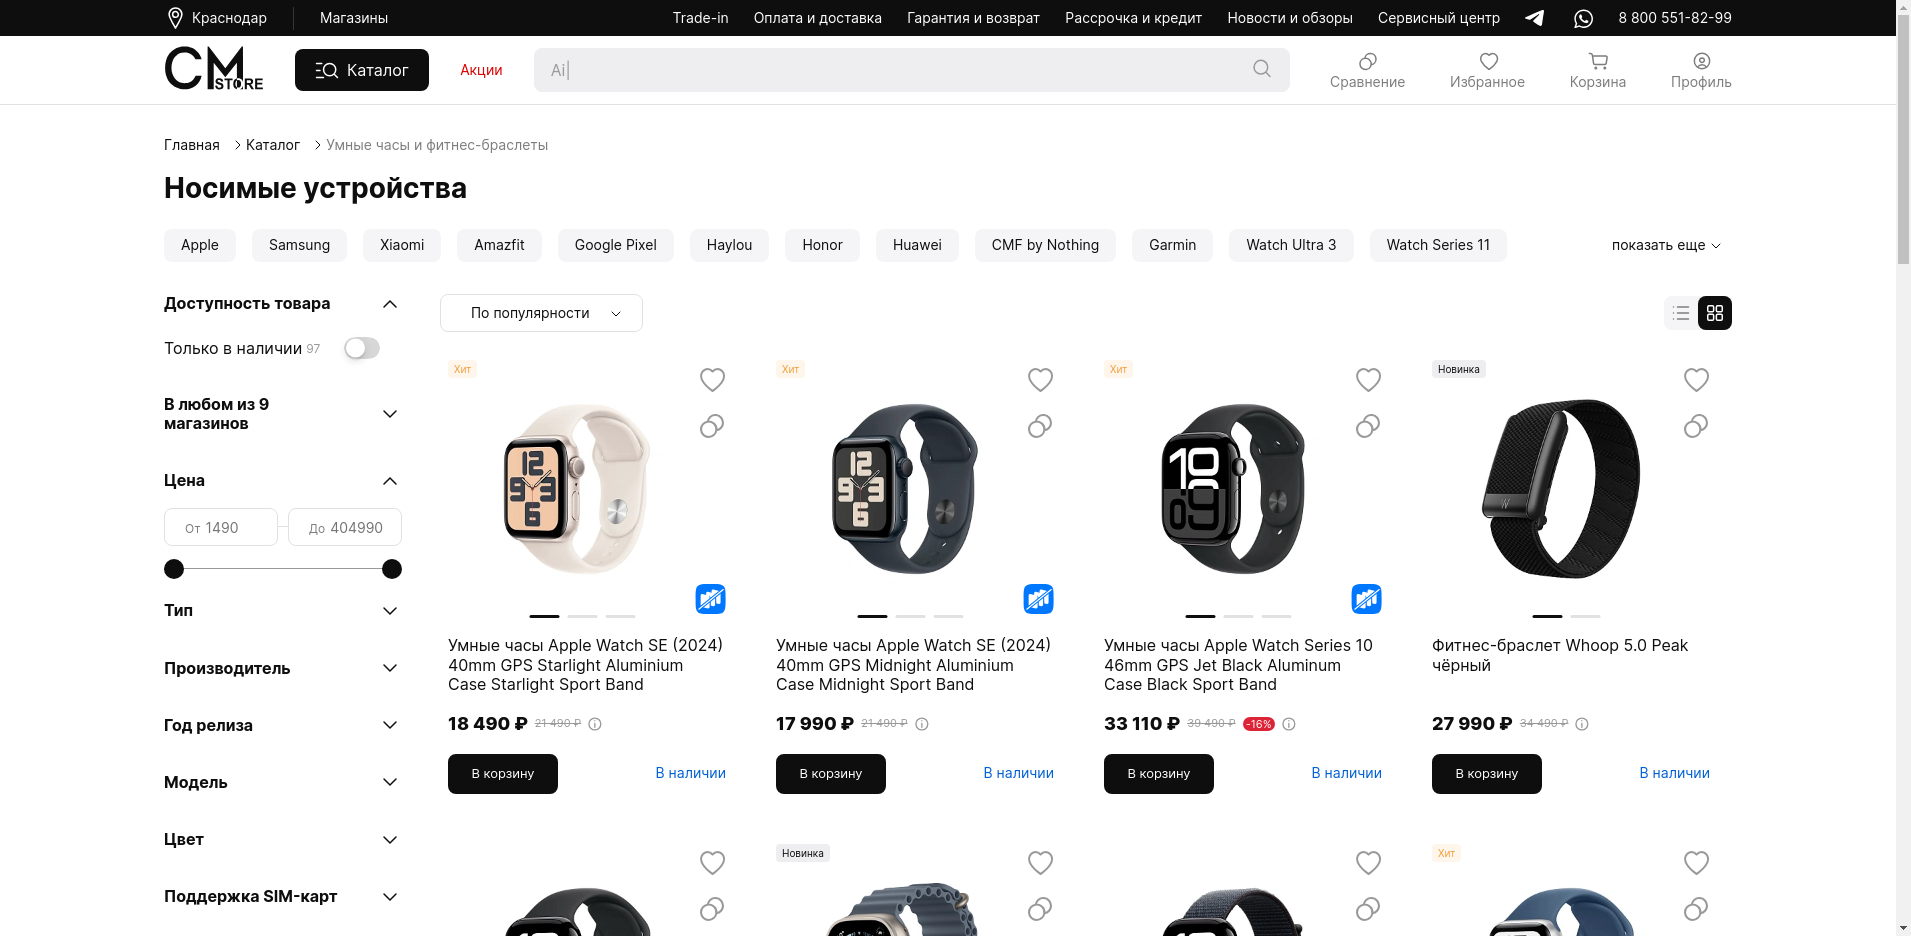 Краснодар
Магазины
Trade-in
Оплата и доставка
Гарантия и возврат
Рассрочка и кредит
Новости и обзоры
Сервисный центр
8 800 551-82-99
CM STORE
Каталог
Акции
Ai|
Сравнение
Избранное
Корзина
Профиль
Главная
Каталог
Умные часы и фитнес-браслеты
Носимые устройства
Apple
Samsung
Xiaomi
Amazfit
Google Pixel
Haylou
Honor
Huawei
CMF by Nothing
Garmin
Watch Ultra 3
Watch Series 11
показать еще
Доступность товара
Только в наличии 97
В любом из 9
магазинов
Цена
От 1490
До 404990
Тип
Производитель
Год релиза
Модель
Цвет
Поддержка SIM-карт
По популярности
Хит
Умные часы Apple Watch SE (2024)
40mm GPS Starlight Aluminium
Case Starlight Sport Band
18 490 ₽ 21 490 ₽
В корзину
В наличии
Хит
Умные часы Apple Watch SE (2024)
40mm GPS Midnight Aluminium
Case Midnight Sport Band
17 990 ₽ 21 490 ₽
В корзину
В наличии
Хит
Умные часы Apple Watch Series 10
46mm GPS Jet Black Aluminum
Case Black Sport Band
33 110 ₽ 39 490 ₽ -16%
В корзину
В наличии
Новинка
Фитнес-браслет Whoop 5.0 Peak
чёрный
27 990 ₽ 34 490 ₽
В корзину
В наличии
Новинка
Хит